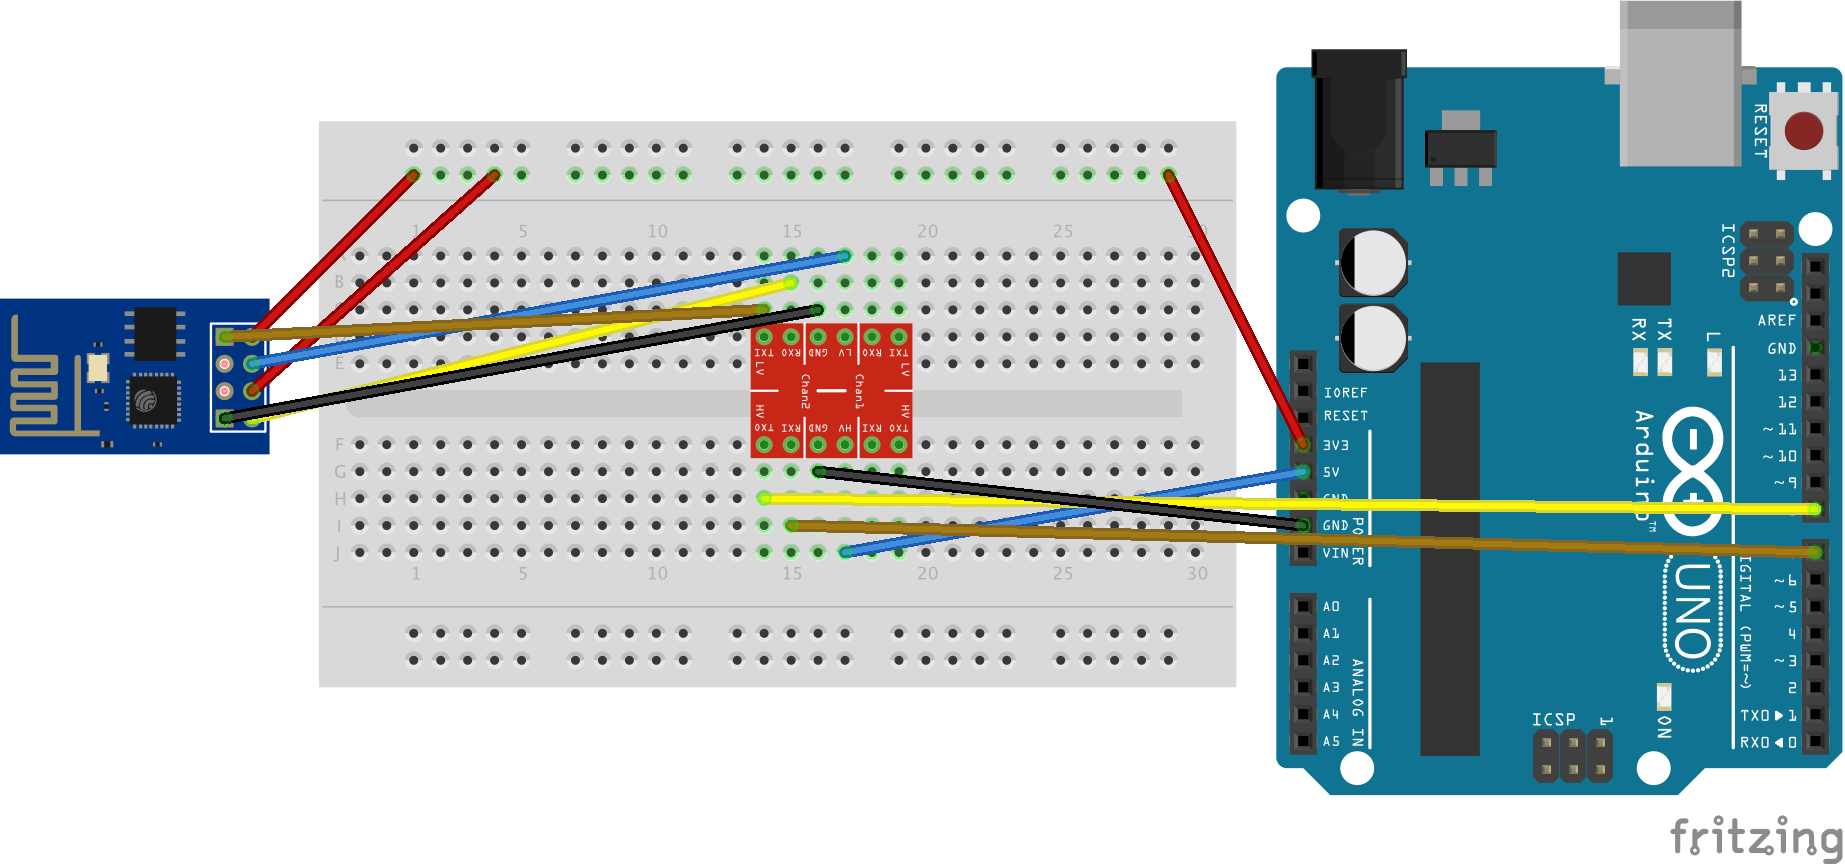 1 5 10 15 20 25 30
B
E
TXI RXO GND LV RXO TXI
LV LV
Chan2 Chan1
HV HV
TXO RXI GND HV RXI TXO
F
G
H
I
J
1 5 10 15 20 25 30
RESET
ICSP2
AREF
GND
13
12
~11
~10
~9
RX TX L
IOREF
RESET
3V3
5V
GND
GND
VIN
POWER
Arduino™
UNO
~6
~5
4
~3
2
TX0▶1
RX0◀0
A0
A1
A2
A3
A4
A5
ANALOG IN
ICSP 1
ON
fritzing